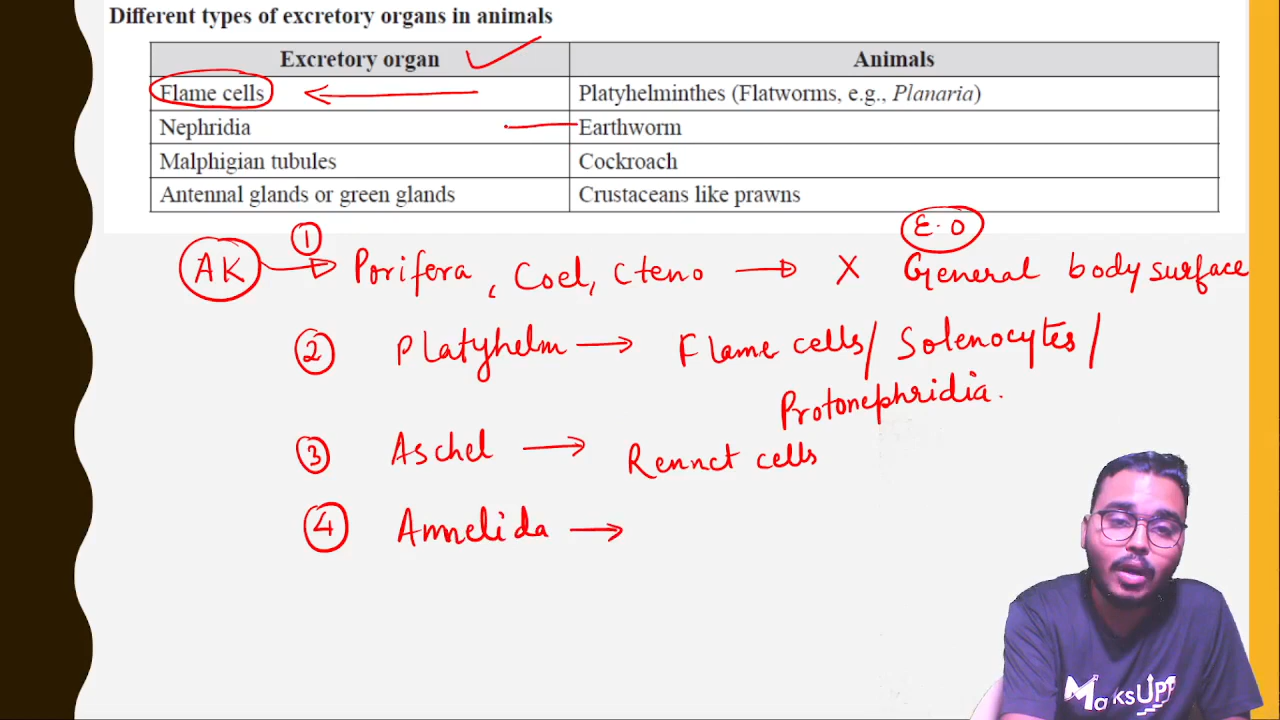 Different types of excretory organs in animals
Excretory organ Animals
Flame cells Platyhelminthes (Flatworms, e.g., Planaria)
Nephridia Earthworm
Malphigian tubules Cockroach
Antennal glands or green glands Crustaceans like prawns
E.O
AK 1 Porifera, Coel, Cteno → X General body surface
2 Platyhelm → Flame cells/ Solenocytes/
Protonephridia.
3 Aschel → Rennet cells
4 Annelida →
MarksUPP